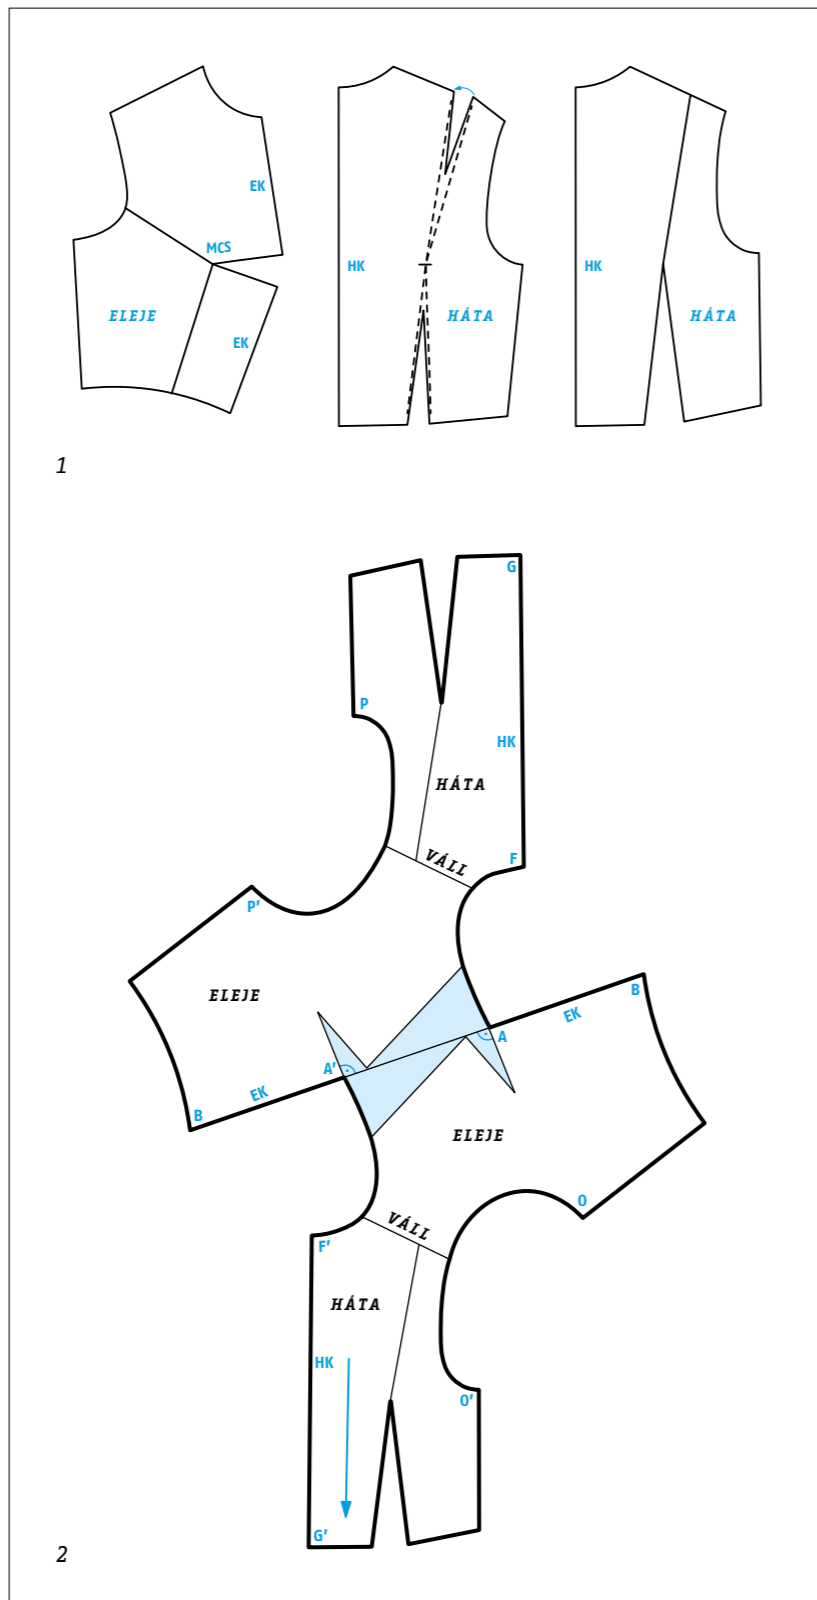 EK
MCS
ELEJE
EK
HK
HÁTA
HK
HÁTA
1
G
P
HK
HÁTA
VÁLL
F
P'
ELEJE
B
EK
A
A'
EK
B
ELEJE
O
VÁLL
F'
HÁTA
HK
O'
G'
2